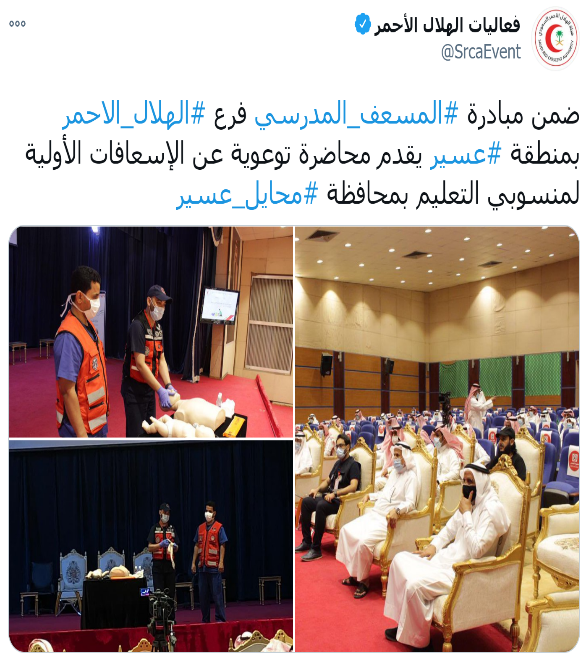 فعاليات الهلال الأحمر
@SrcaEvent
ضمن مبادرة #المسعف_المدرسي فرع #الهلال_الاحمر
بمنطقة #عسير يقدم محاضرة توعوية عن الإسعافات الأولية
لمنسوبي التعليم بمحافظة #محايل_عسير